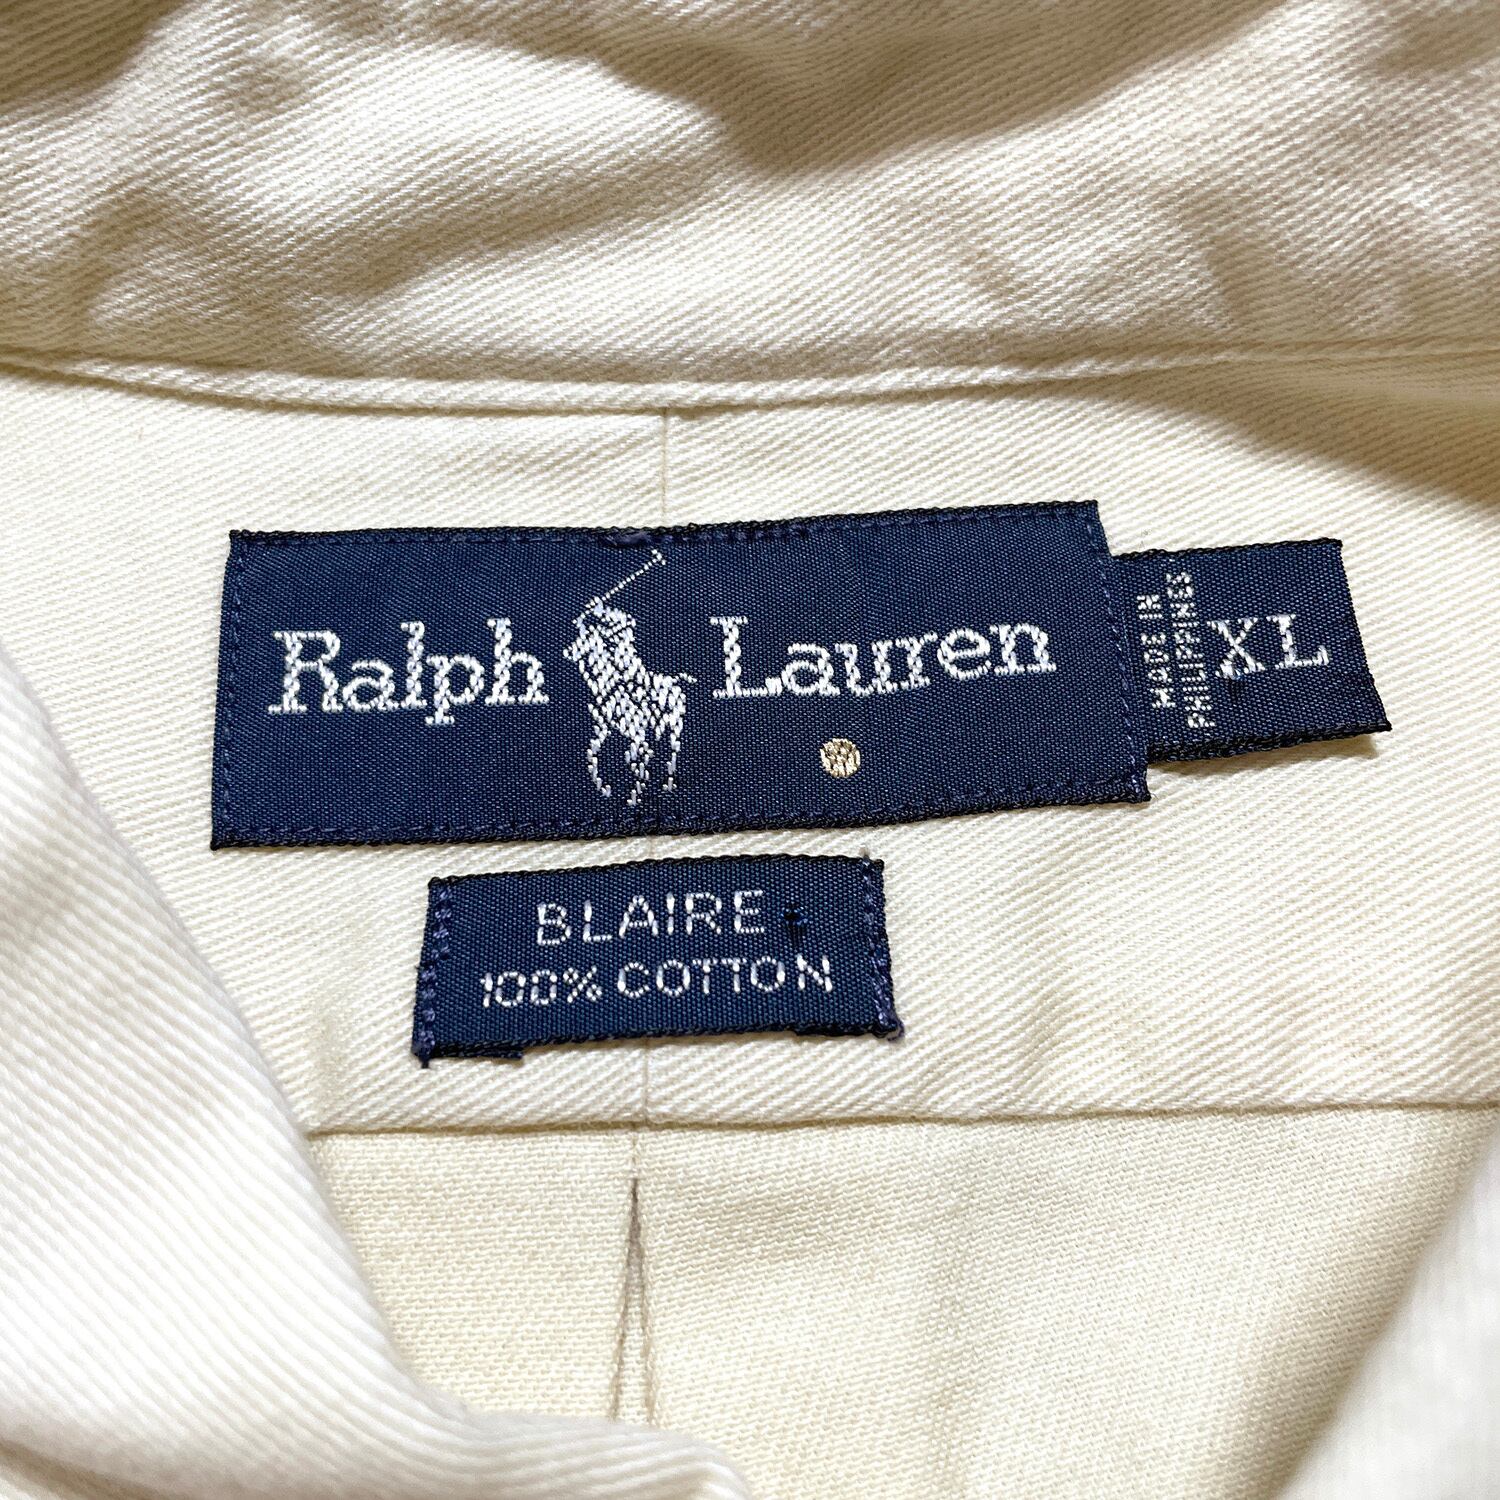 Ralph Lauren
MADE IN
PHILIPPINES
XL
BLAIRE
100% COTTON